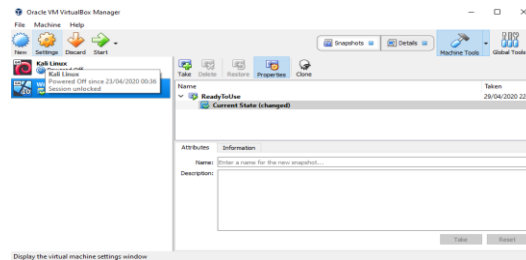 Oracle VM VirtualBox Manager
File Machine Help
New Settings Discard Start
Snapshots Details Machine Tools Global Tools
Kali Linux
Powered Off
Kali Linux
Powered Off since 23/04/2020 00:36
Session unlocked
Take Delete Restore Properties Clone
Name Taken
ReadyToUse 29/04/2020 22
Current State (changed)
Attributes Information
Name: Enter a name for the new snapshot...
Description:
Take Reset
Display the virtual machine settings window